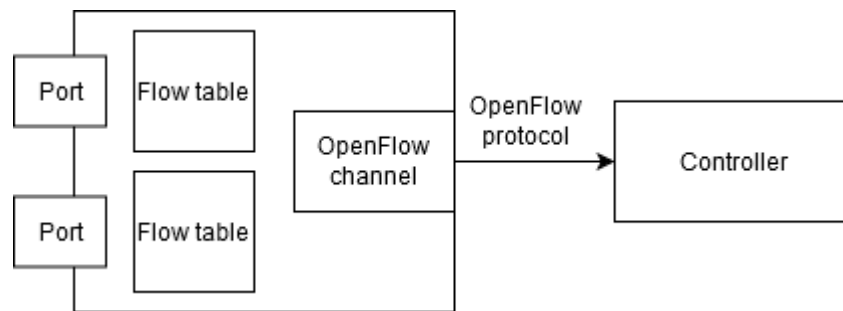 Port
Flow table
OpenFlow
channel
Port
Flow table
OpenFlow
protocol
Controller